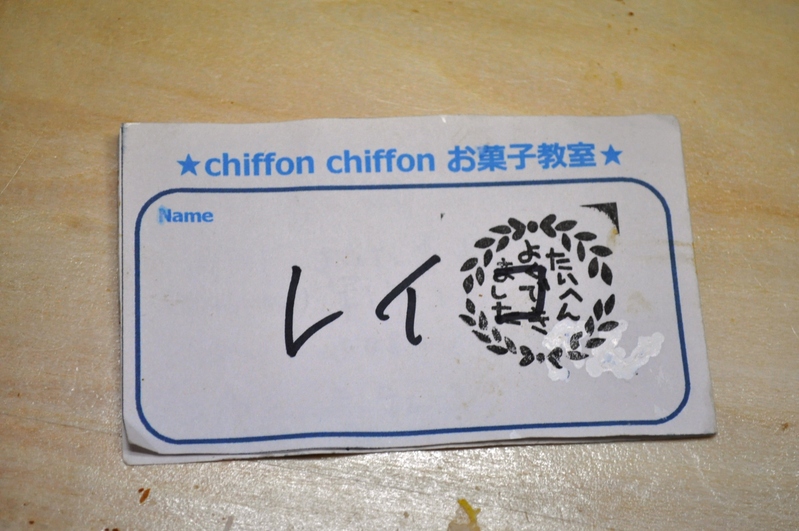 ★chiffon chiffon お菓子教室★
Name
レイ
たいへん
よくでき
ました